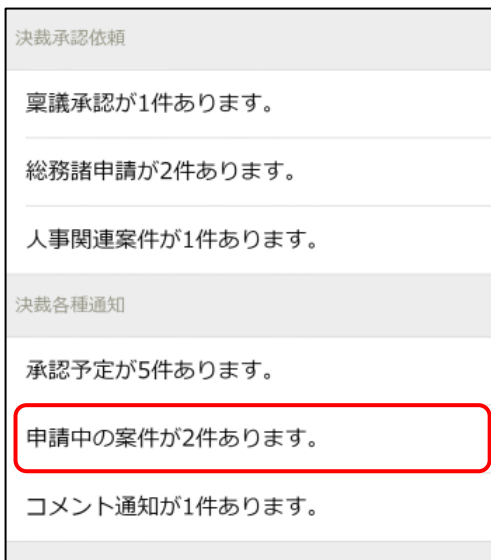 決裁承認依頼
稟議承認が1件あります。
総務諸申請が2件あります。
人事関連案件が1件あります。
決裁各種通知
承認予定が5件あります。
申請中の案件が2件あります。
コメント通知が1件あります。